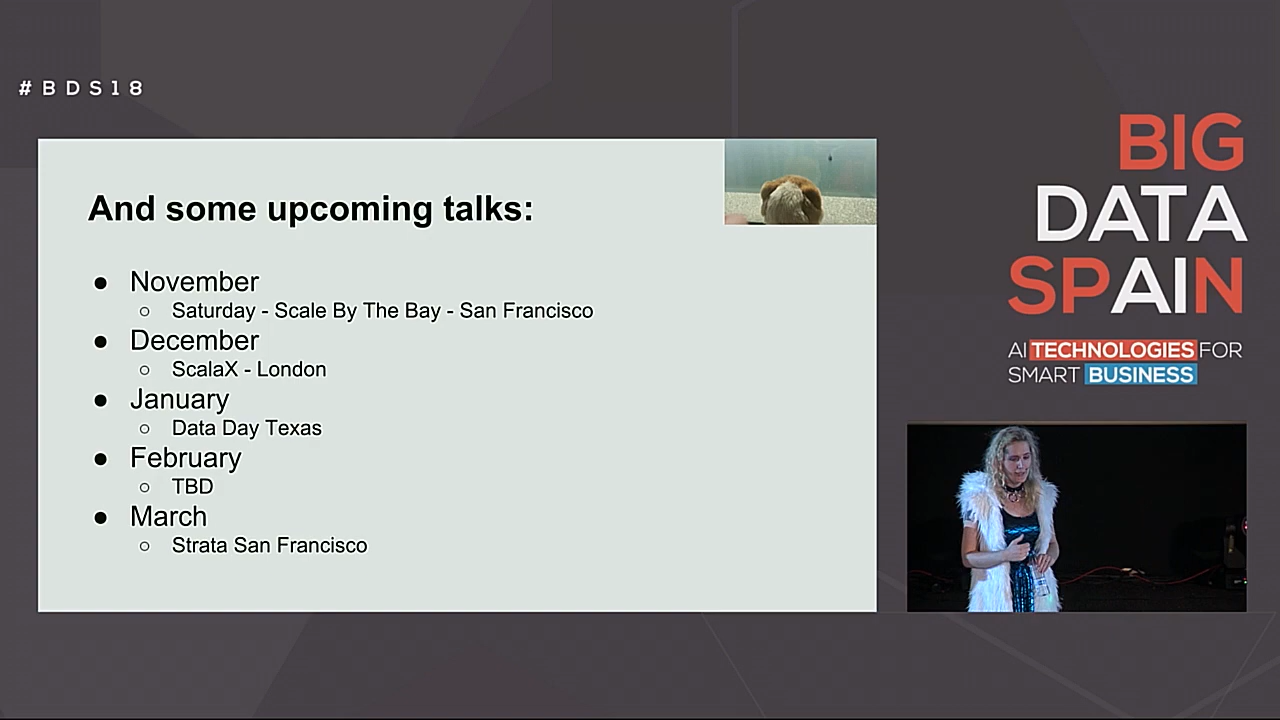 #BDS18
And some upcoming talks:
● November
○ Saturday - Scale By The Bay - San Francisco
● December
○ ScalaX - London
● January
○ Data Day Texas
● February
○ TBD
● March
○ Strata San Francisco
BIG
DATA
SPAIN
AI TECHNOLOGIES FOR
SMART BUSINESS